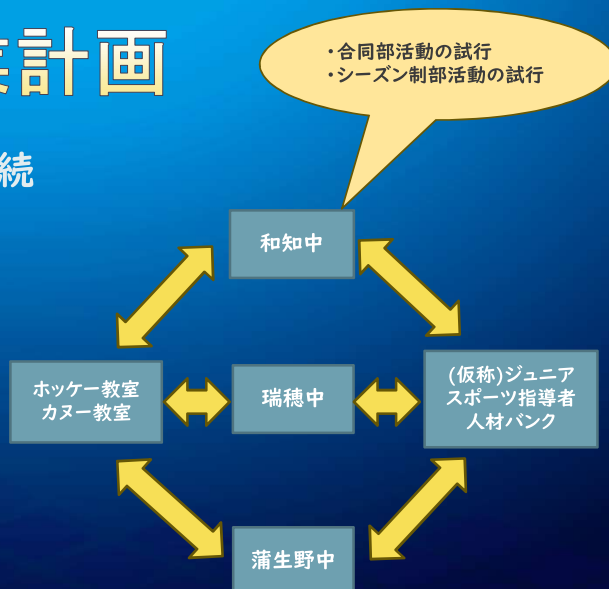 計画
・合同部活動の試行
・シーズン制部活動の試行
続
和知中
ホッケー教室
カヌー教室
瑞穂中
(仮称)ジュニア
スポーツ指導者
人材バンク
蒲生野中